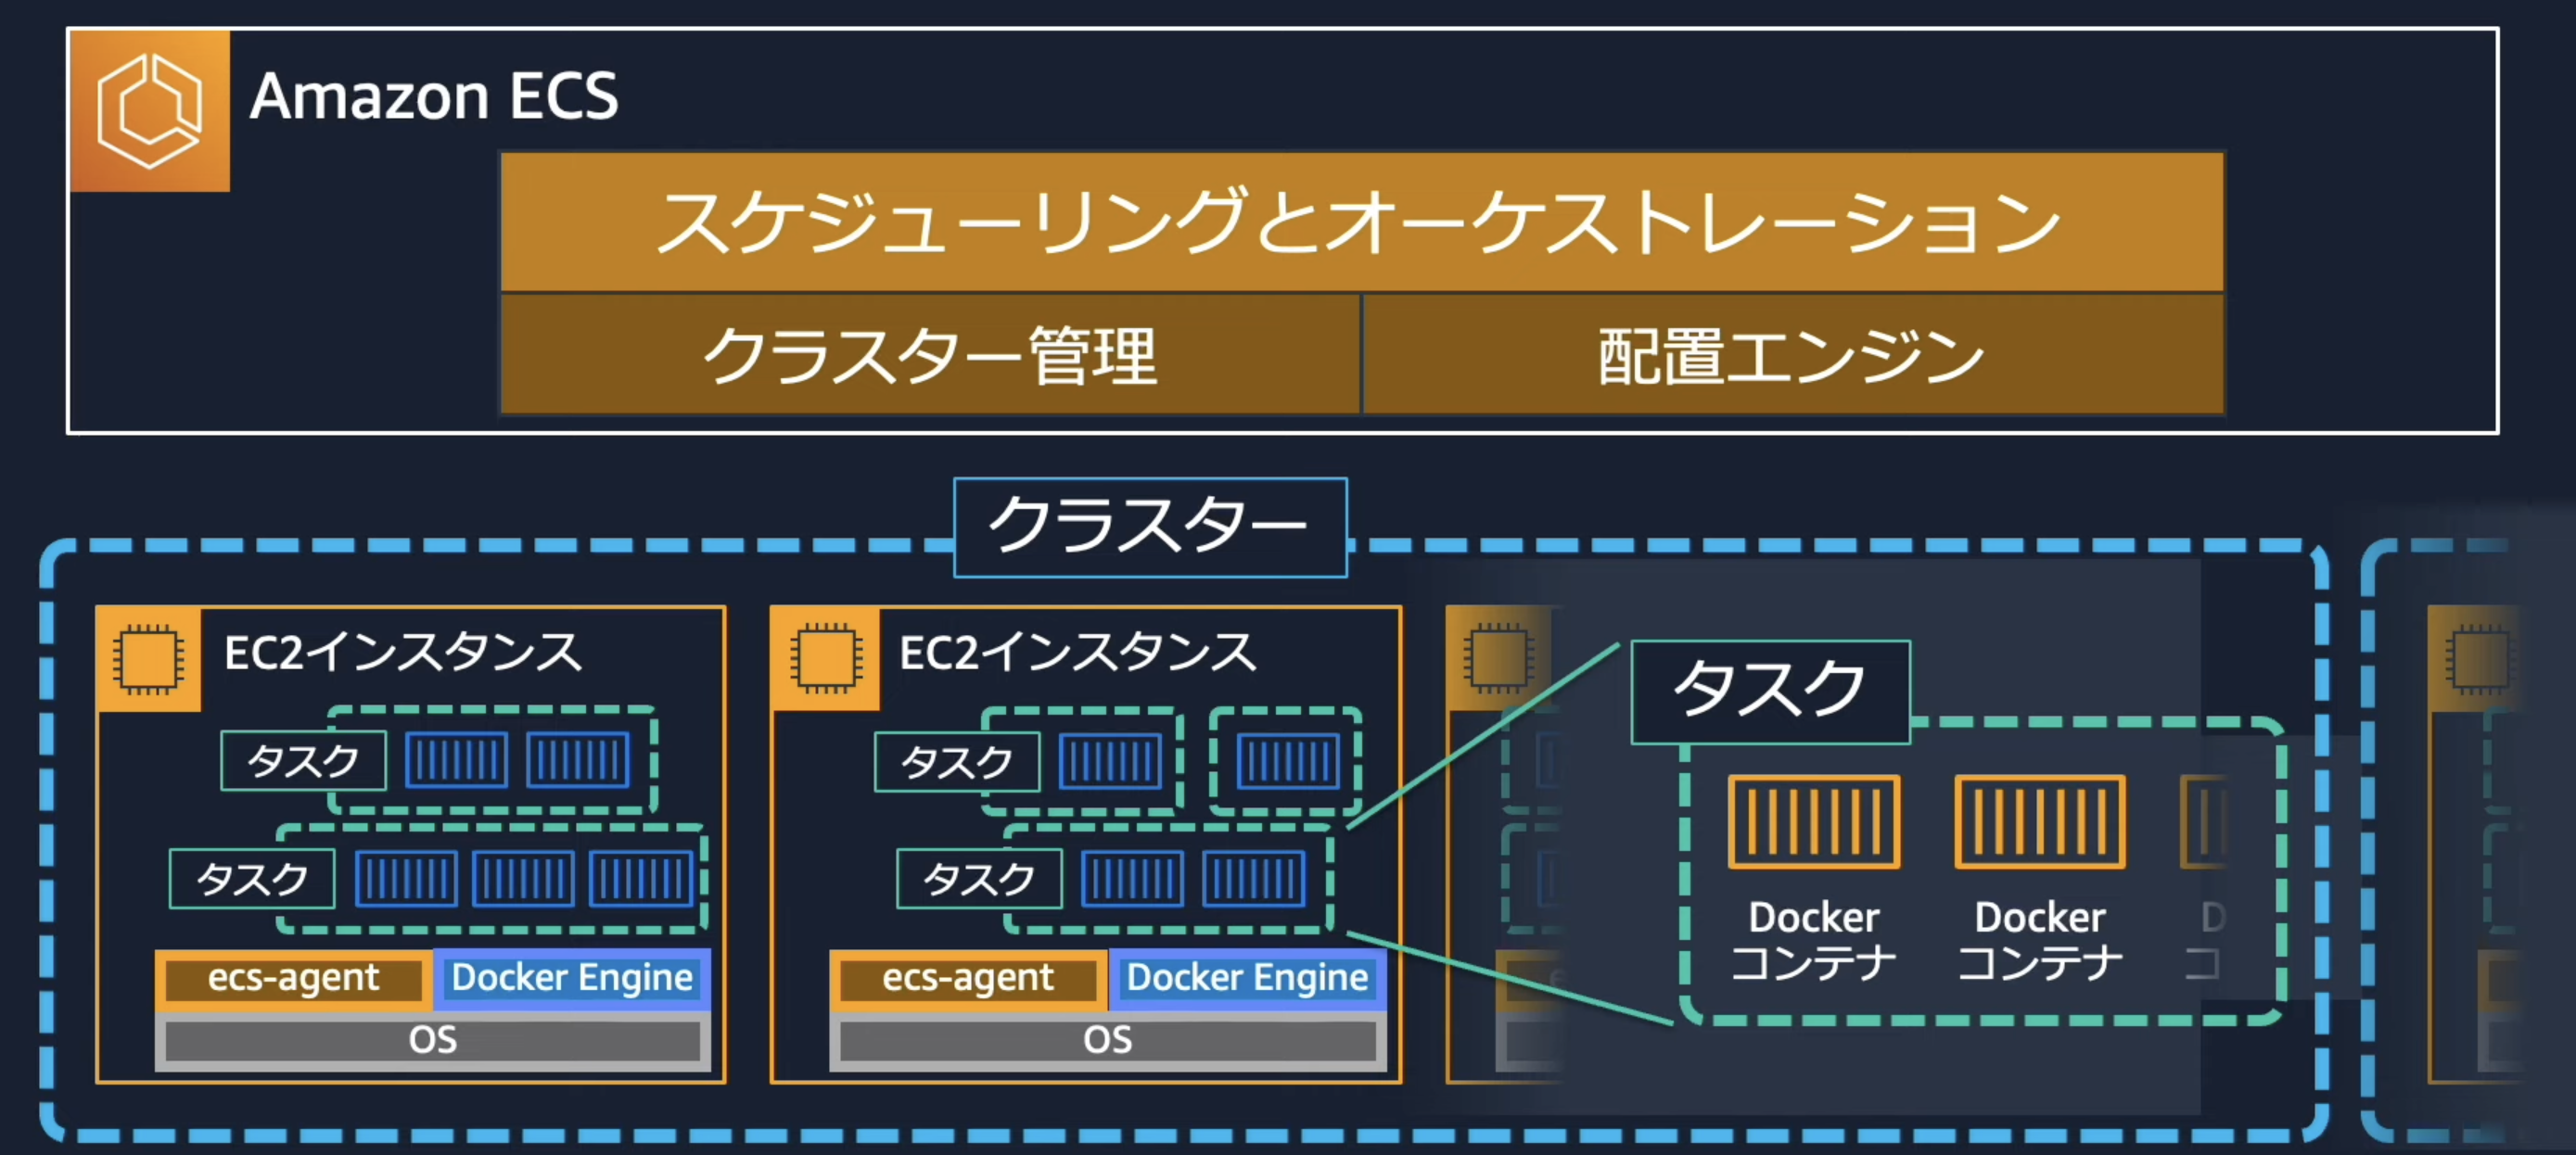 Amazon ECS
スケジューリングとオーケストレーション
クラスター管理
配置エンジン
クラスター
EC2インスタンス
タスク
タスク
ecs-agent
Docker Engine
OS
EC2インスタンス
タスク
タスク
ecs-agent
Docker Engine
OS
タスク
Docker
コンテナ
Docker
コンテナ
D
コ
e